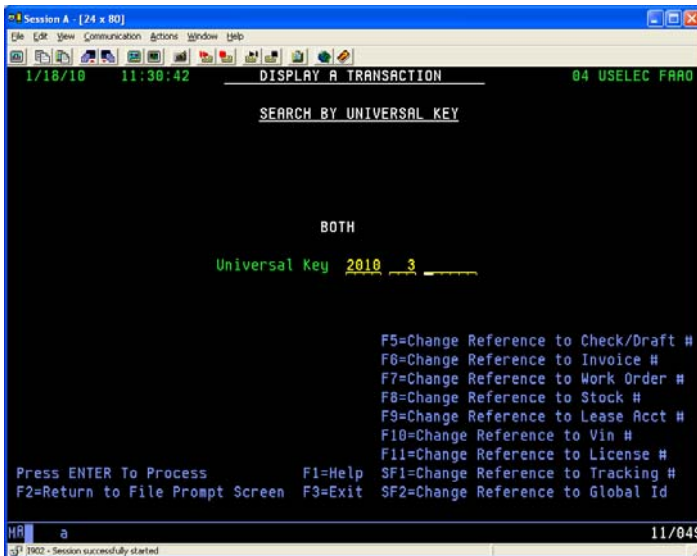 Session A - [24 x 80]
File Edit View Communication Actions Window Help
1/18/10 11:30:42 DISPLAY A TRANSACTION 04 USELEC FAAO
SEARCH BY UNIVERSAL KEY
BOTH
Universal Key 2010 3
F5=Change Reference to Check/Draft #
F6=Change Reference to Invoice #
F7=Change Reference to Work Order #
F8=Change Reference to Stock #
F9=Change Reference to Lease Acct #
F10=Change Reference to Vin #
F11=Change Reference to License #
Press ENTER To Process F1=Help SF1=Change Reference to Tracking #
F2=Return to File Prompt Screen F3=Exit SF2=Change Reference to Global Id
MA a 11/049
I902 - Session successfully started